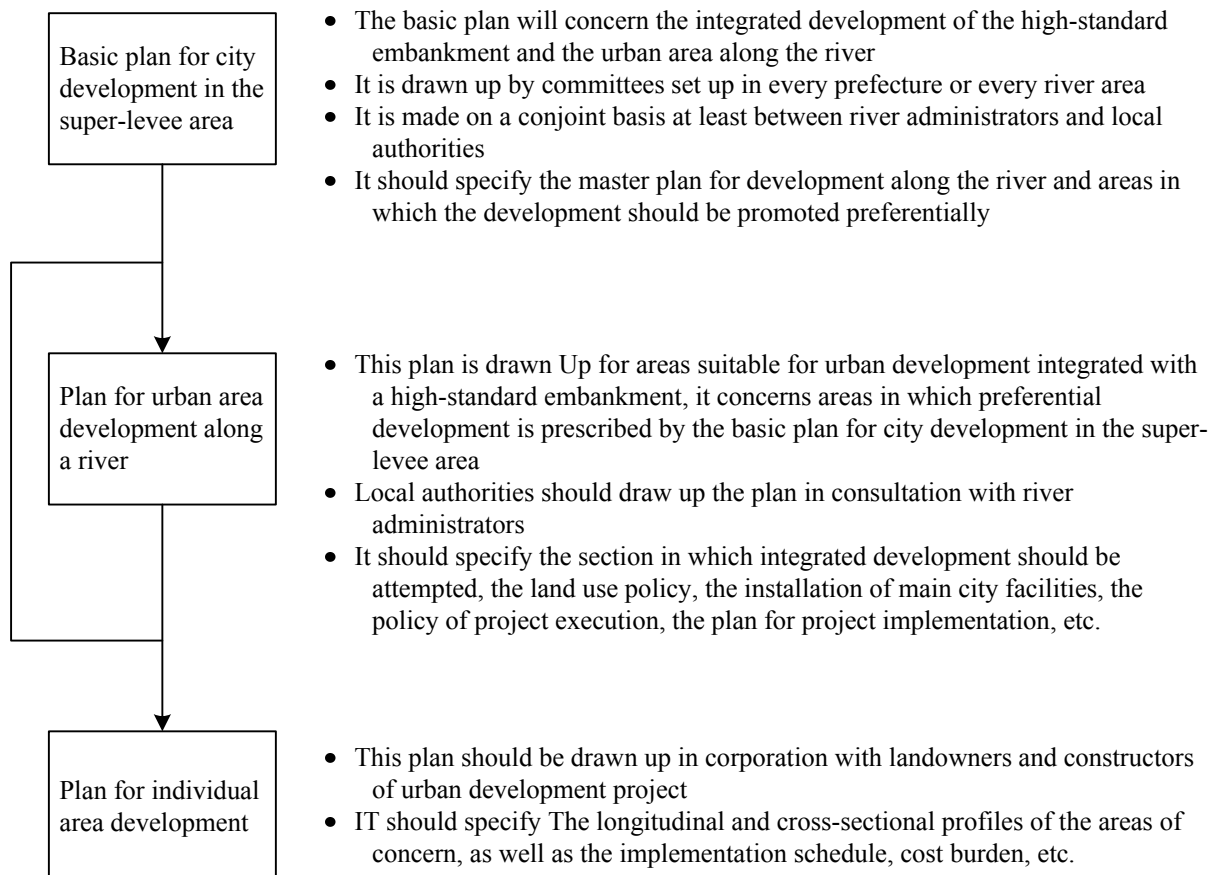 Basic plan for city
development in the
super-levee area
• The basic plan will concern the integrated development of the high-standard
embankment and the urban area along the river
• It is drawn up by committees set up in every prefecture or every river area
• It is made on a conjoint basis at least between river administrators and local
authorities
• It should specify the master plan for development along the river and areas in
which the development should be promoted preferentially
Plan for urban area
development along
a river
• This plan is drawn Up for areas suitable for urban development integrated with
a high-standard embankment, it concerns areas in which preferential
development is prescribed by the basic plan for city development in the super-
levee area
• Local authorities should draw up the plan in consultation with river
administrators
• It should specify the section in which integrated development should be
attempted, the land use policy, the installation of main city facilities, the
policy of project execution, the plan for project implementation, etc.
Plan for individual
area development
• This plan should be drawn up in corporation with landowners and constructors
of urban development project
• IT should specify The longitudinal and cross-sectional profiles of the areas of
concern, as well as the implementation schedule, cost burden, etc.